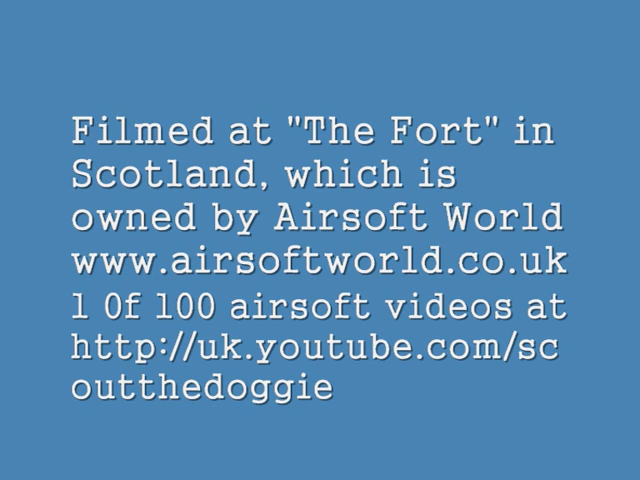 Filmed at "The Fort" in
Scotland, which is
owned by Airsoft World
www.airsoftworld.co.uk
1 0f 100 airsoft videos at
http://uk.youtube.com/sc
outthedoggie